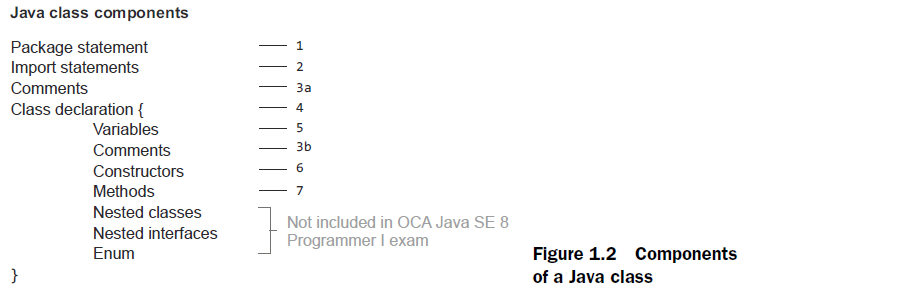 Java class components
Package statement 1
Import statements 2
Comments 3a
Class declaration { 4
Variables 5
Comments 3b
Constructors 6
Methods 7
Nested classes
Nested interfaces
Enum
}
Not included in OCA Java SE 8
Programmer I exam
Figure 1.2 Components
of a Java class